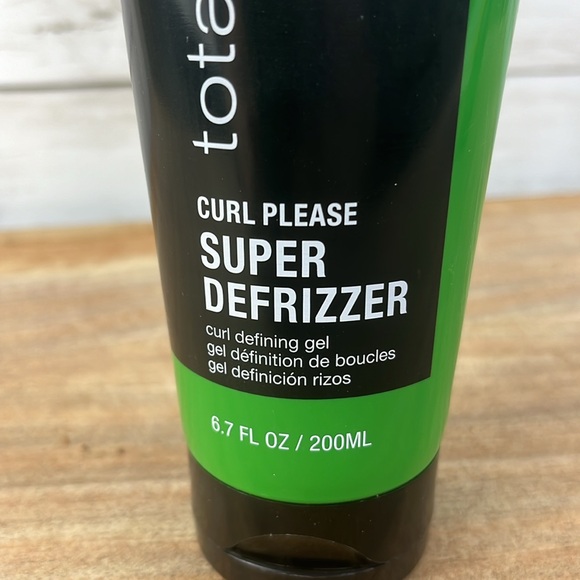 tota
CURL PLEASE
SUPER
DEFRIZZER
curl defining gel
gel définition de boucles
gel definición rizos
6.7 FL OZ / 200ML